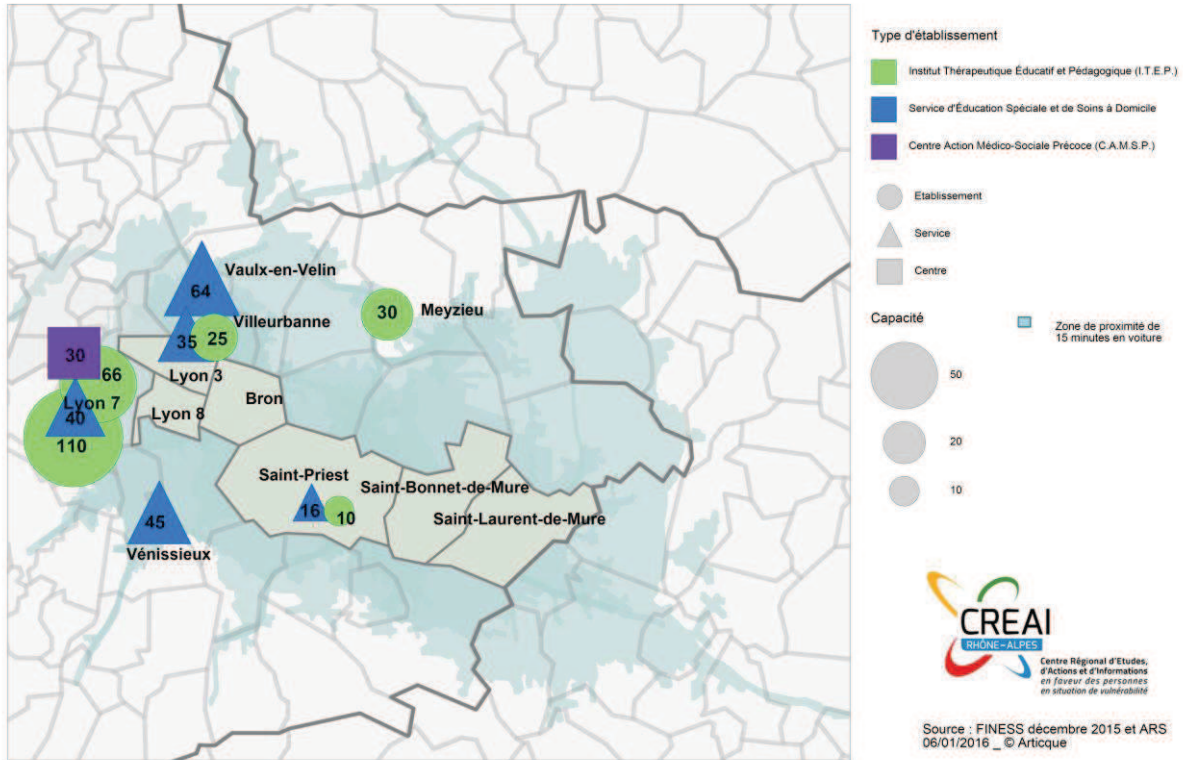 Vaulx-en-Velin
64
Villeurbanne
35
25
Meyzieu
30
Lyon 3
30
66
Lyon 7
40
110
Lyon 8
Bron
Saint-Priest
16
10
Saint-Bonnet-de-Mure
Saint-Laurent-de-Mure
45
Vénissieux
Type d'établissement
Institut Thérapeutique Éducatif et Pédagogique (I.T.E.P.)
Service d'Éducation Spéciale et de Soins à Domicile
Centre Action Médico-Sociale Précoce (C.A.M.S.P.)
Etablissement
Service
Centre
Capacité
50
20
10
Zone de proximité de
15 minutes en voiture
CREAI
RHÔNE-ALPES
Centre Régional d'Etudes,
d'Actions et d'Informations
en faveur des personnes
en situation de vulnérabilité
Source : FINESS décembre 2015 et ARS
06/01/2016 _ © Articque